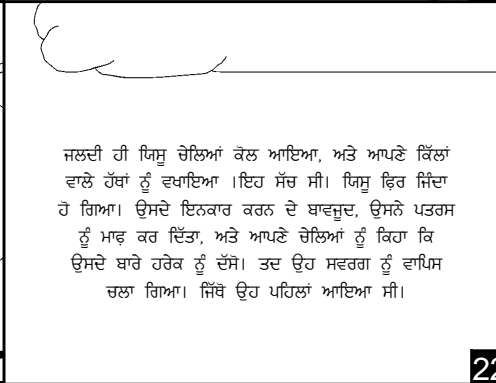 ਜਲਦੀ ਹੀ ਯਿਸੂ ਚੇਲਿਆਂ ਕੋਲ ਆਇਆ, ਅਤੇ ਆਪਣੇ ਕਿੱਲਾਂ
ਵਾਲੇ ਹੱਥਾਂ ਨੂੰ ਵਖਾਇਆ ।ਇਹ ਸੱਚ ਸੀ। ਯਿਸੂ ਫ਼ਿਰ ਜਿੰਦਾ
ਹੋ ਗਿਆ। ਉਸਦੇ ਇਨਕਾਰ ਕਰਨ ਦੇ ਬਾਵਜੂਦ, ਉਸਨੇ ਪਤਰਸ
ਨੂੰ ਮਾਫ਼ ਕਰ ਦਿੱਤਾ, ਅਤੇ ਆਪਣੇ ਚੇਲਿਆਂ ਨੂੰ ਕਿਹਾ ਕਿ
ਉਸਦੇ ਬਾਰੇ ਹਰੇਕ ਨੂੰ ਦੱਸੋ। ਤਦ ਉਹ ਸਵਰਗ ਨੂੰ ਵਾਪਿਸ
ਚਲਾ ਗਿਆ। ਜਿੱਥੋ ਉਹ ਪਹਿਲਾਂ ਆਇਆ ਸੀ।
22